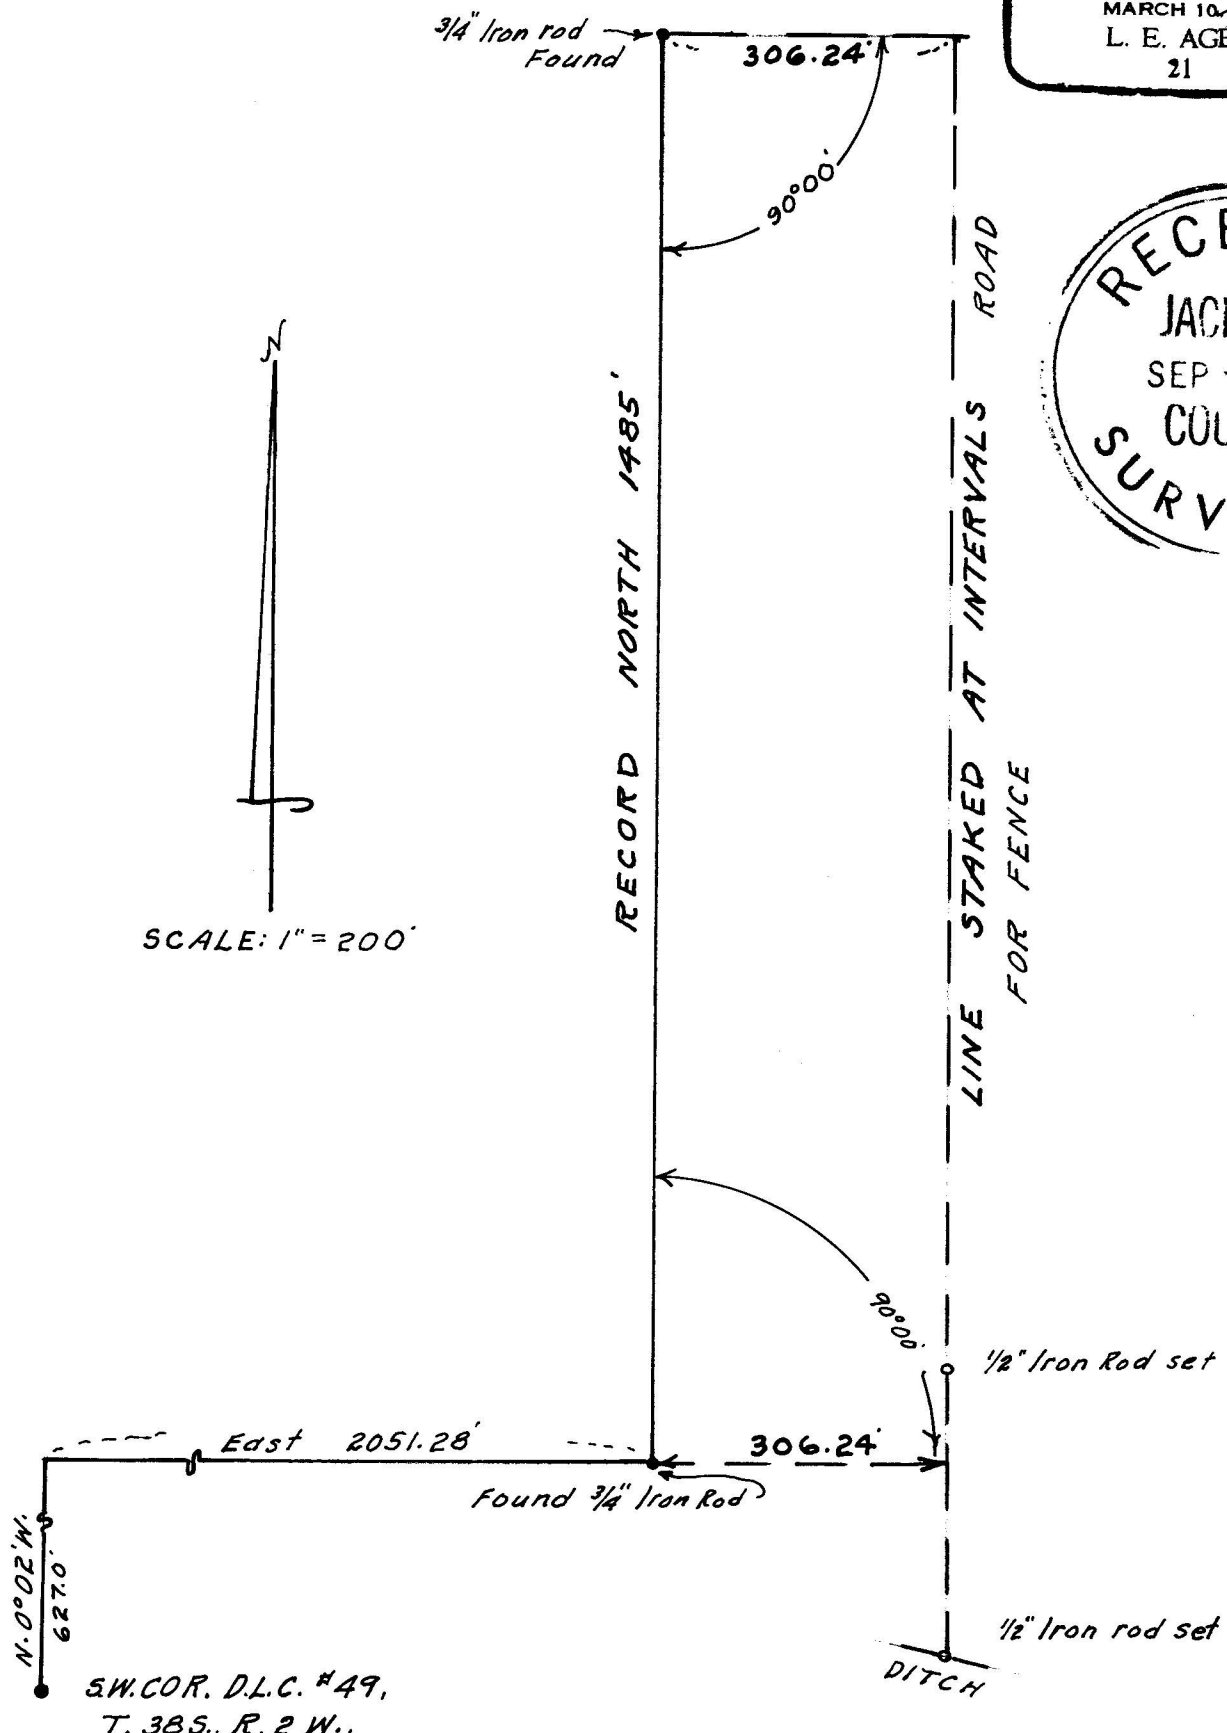 3/4" Iron rod
Found
306.24'
MARCH 10,
L. E. AGE
21
90°00'
ROAD
RECE
JAC
SEP
COU
SURV
N
RECORD NORTH 1485'
LINE STAKED AT INTERVALS
FOR FENCE
SCALE: 1" = 200'
90°00'
1/2" Iron Rod set
East 2051.28'
306.24'
Found 3/4" Iron Rod
N. 0°02'W.
627.0'
1/2" Iron rod set
DITCH
S.W. COR. D.L.C. #49,
T. 38S., R. 2 W.,